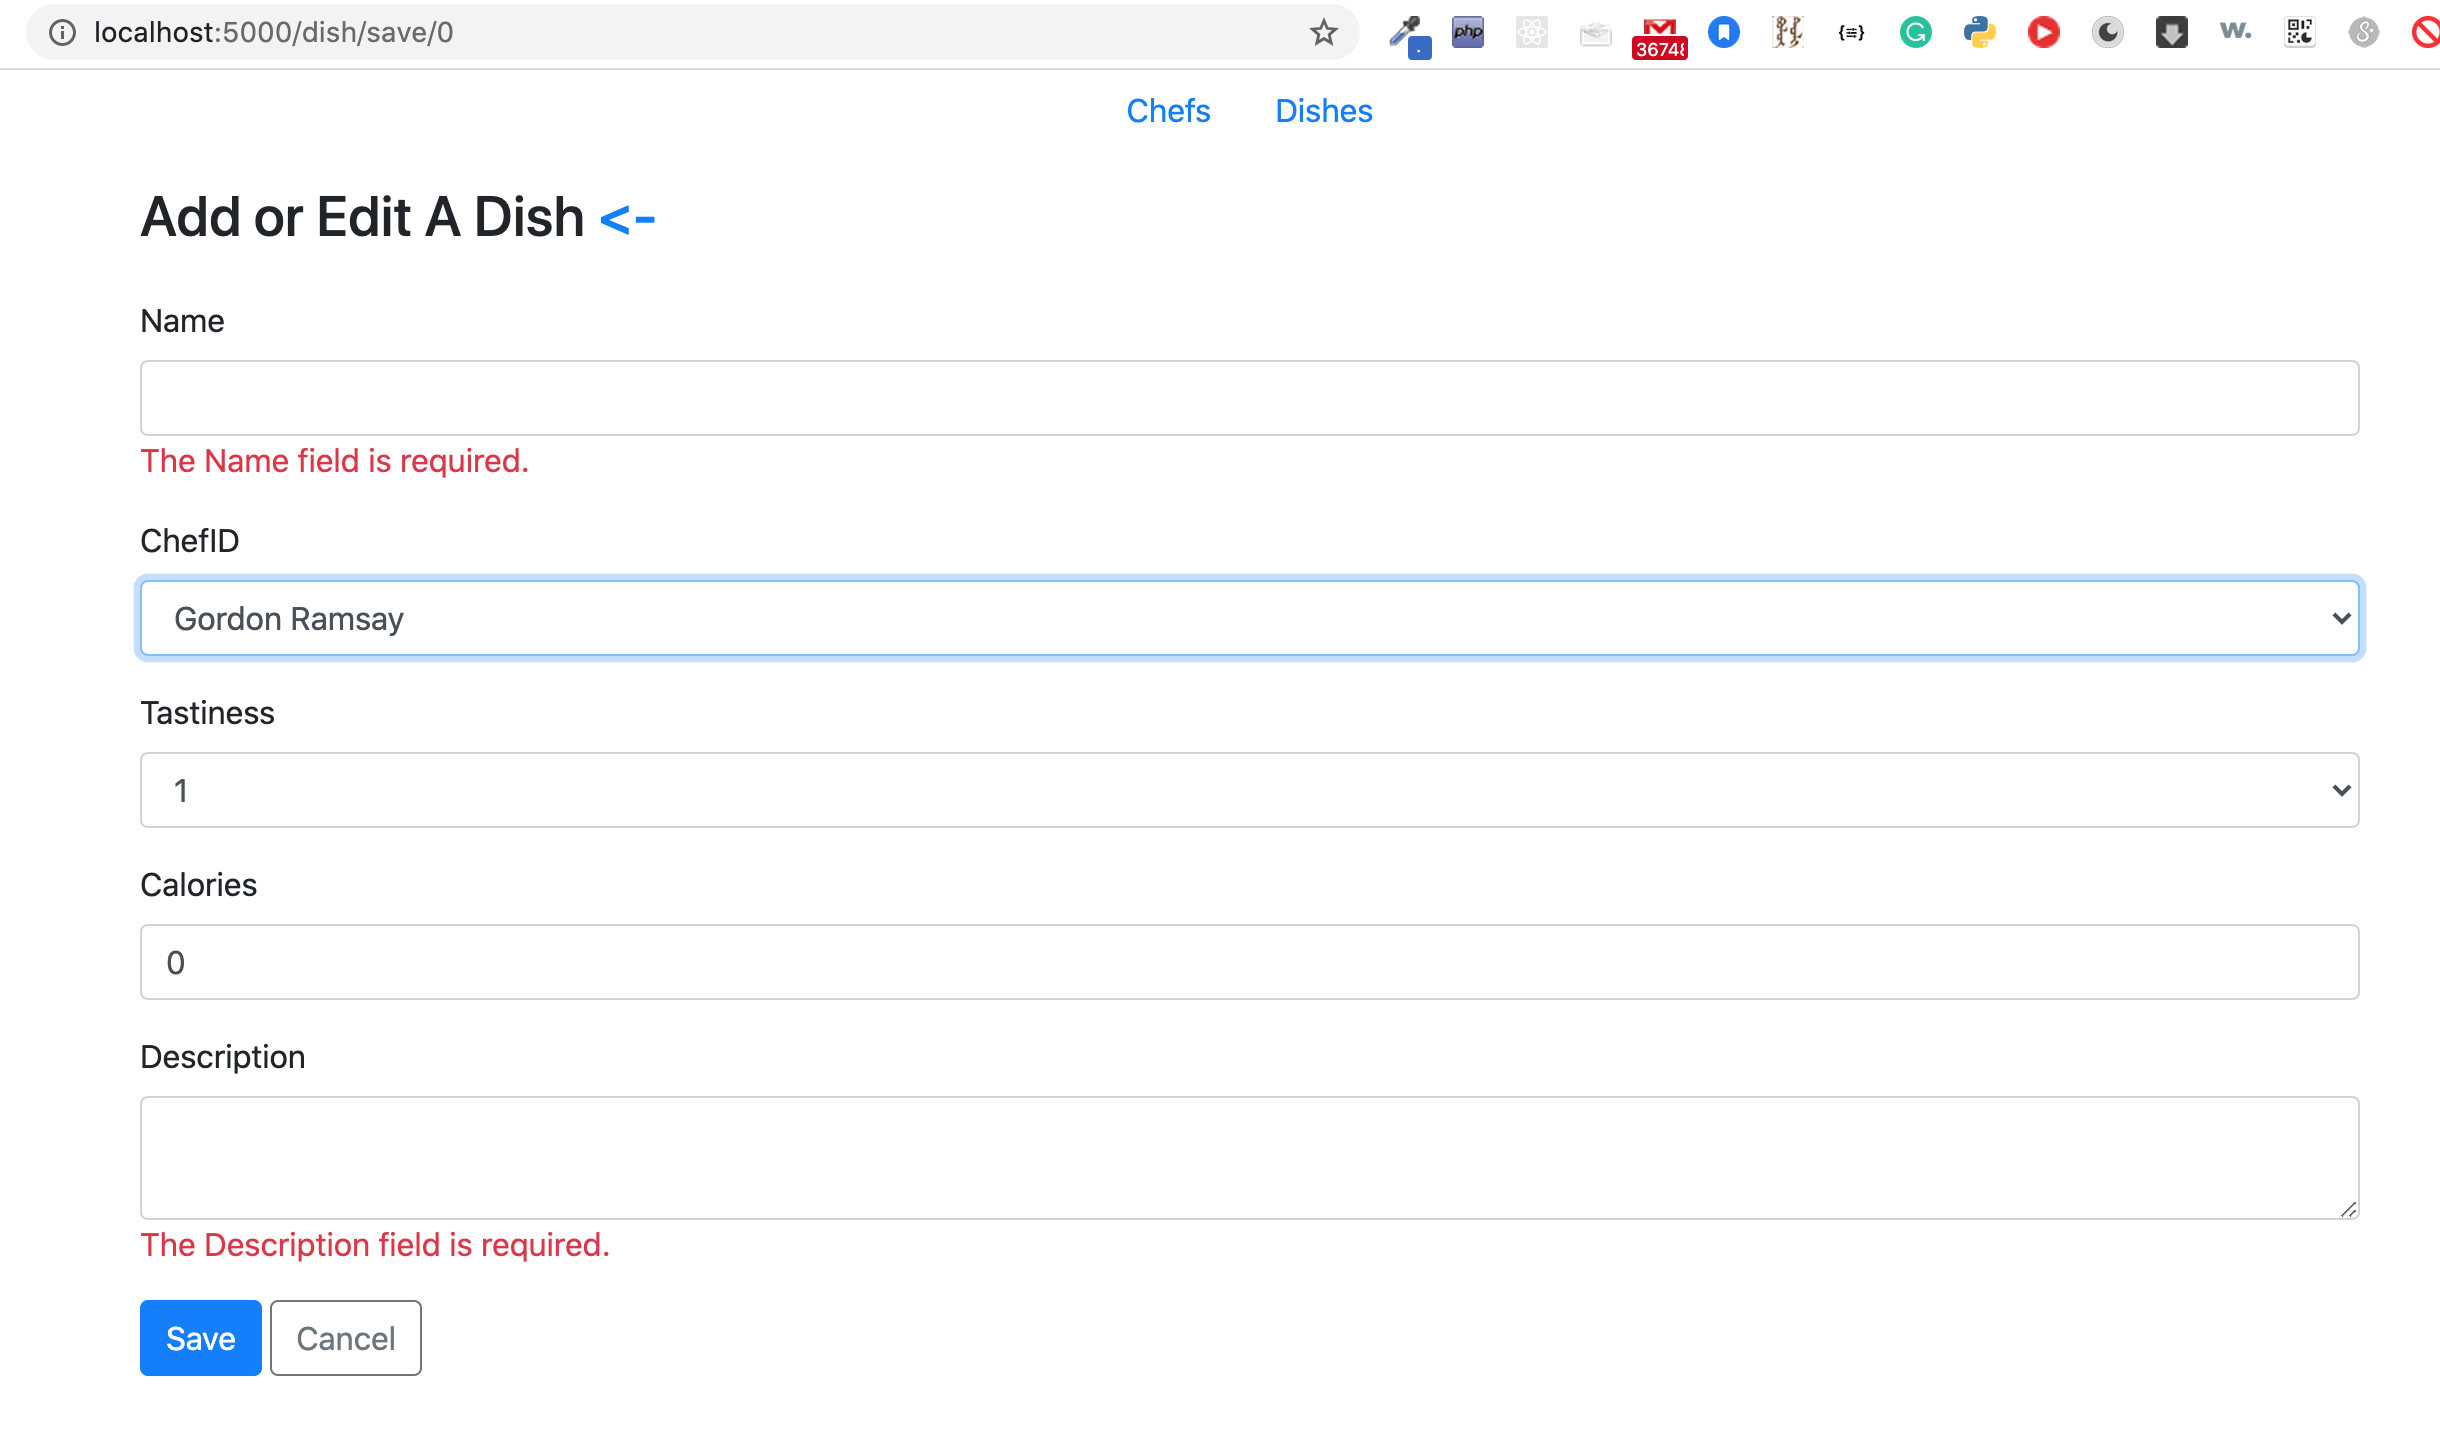 localhost:5000/dish/save/0
php
36748
{≡}
w.
Chefs Dishes
Add or Edit A Dish <-
Name
The Name field is required.
ChefID
Gordon Ramsay
Tastiness
1
Calories
0
Description
The Description field is required.
Save Cancel